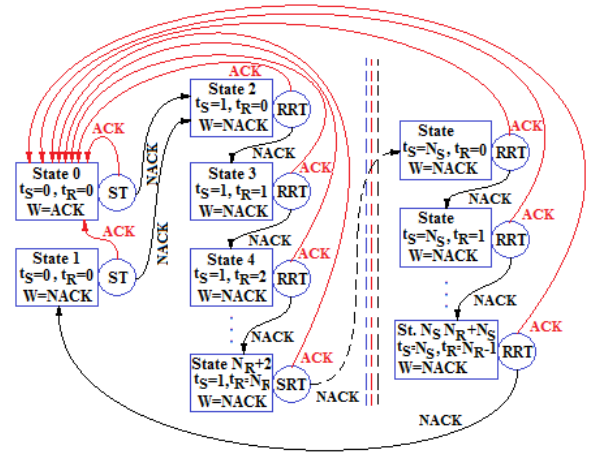 ACK
State 2
tS=1, tR=0
W=NACK
RRT
NACK
ACK
NACK
State 0
tS=0, tR=0
W=ACK
ST
NACK
ACK
State 1
tS=0, tR=0
W=NACK
ST
State 3
tS=1, tR=1
W=NACK
RRT
ACK
NACK
State 4
tS=1, tR=2
W=NACK
RRT
ACK
NACK
State NR+2
tS=1, tR=NR
W=NACK
SRT
ACK
NACK
ACK
State
tS=NS, tR=0
W=NACK
RRT
NACK
State
tS=NS, tR=1
W=NACK
RRT
ACK
NACK
St. NS NR+NS
tS=NS, tR=NR-1
W=NACK
RRT
ACK
NACK